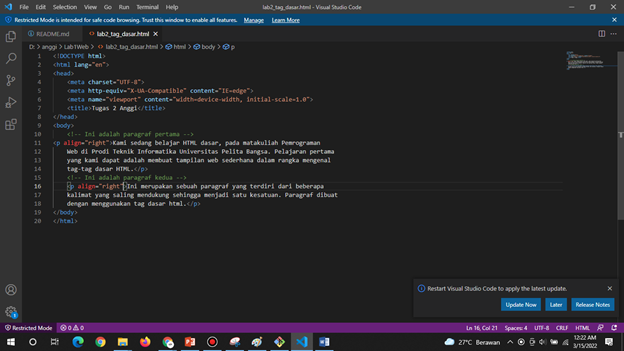 File Edit Selection View Go Run Terminal Help
lab2_tag_dasar.html - Visual Studio Code
Restricted Mode is intended for safe code browsing. Trust this window to enable all features. Manage Learn More
README.md
lab2_tag_dasar.html
D: > anggi > Lab1Web > lab2_tag_dasar.html > html > body > p
1 <!DOCTYPE html>
2 <html lang="en">
3 <head>
4 <meta charset="UTF-8">
5 <meta http-equiv="X-UA-Compatible" content="IE=edge">
6 <meta name="viewport" content="width=device-width, initial-scale=1.0">
7 <title>Tugas 2 Anggi</title>
8 </head>
9 <body>
10 <!-- Ini adalah paragraf pertama -->
11 <p align="right">Kami sedang belajar HTML dasar, pada matakuliah Pemrograman
12 Web di Prodi Teknik Informatika Universitas Pelita Bangsa. Pelajaran pertama
13 yang kami dapat adalah membuat tampilan web sederhana dalam rangka mengenal
14 tag-tag dasar HTML.</p>
15 <!-- Ini adalah paragraf kedua -->
16 <p align="right">Ini merupakan sebuah paragraf yang terdiri dari beberapa
17 kalimat yang saling mendukung sehingga menjadi satu kesatuan. Paragraf dibuat
18 dengan menggunakan tag dasar html.</p>
19 </body>
20 </html>
Restart Visual Studio Code to apply the latest update.
Update Now Later Release Notes
Restricted Mode 0 0
Ln 16, Col 21 Spaces: 4 UTF-8 CRLF HTML
27°C Berawan
12:22 AM
3/15/2022